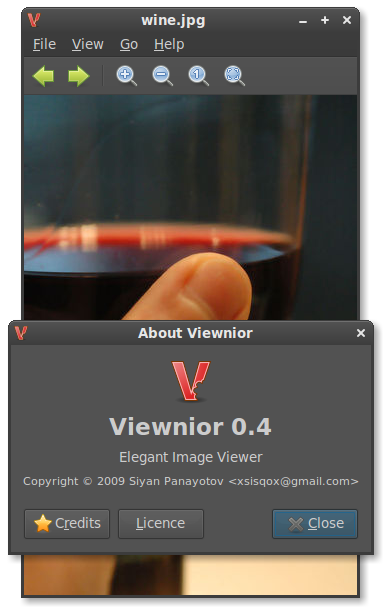 wine.jpg
File View Go Help
1
About Viewnior
Viewnior 0.4
Elegant Image Viewer
Copyright © 2009 Siyan Panayotov <xsisqox@gmail.com>
Credits Licence Close